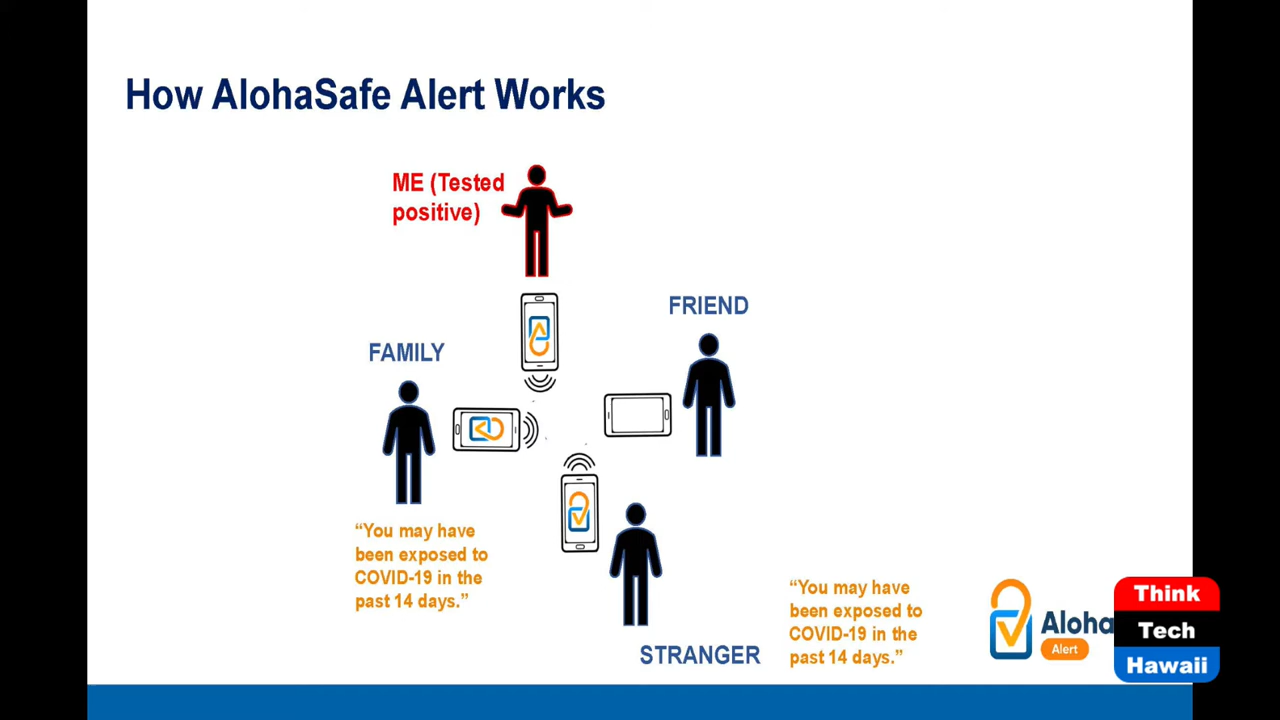 How AlohaSafe Alert Works
ME (Tested
positive)
FRIEND
FAMILY
“You may have
been exposed to
COVID-19 in the
past 14 days.”
STRANGER
“You may have
been exposed to
COVID-19 in the
past 14 days.”
Aloha
Alert
Think
Tech
Hawaii